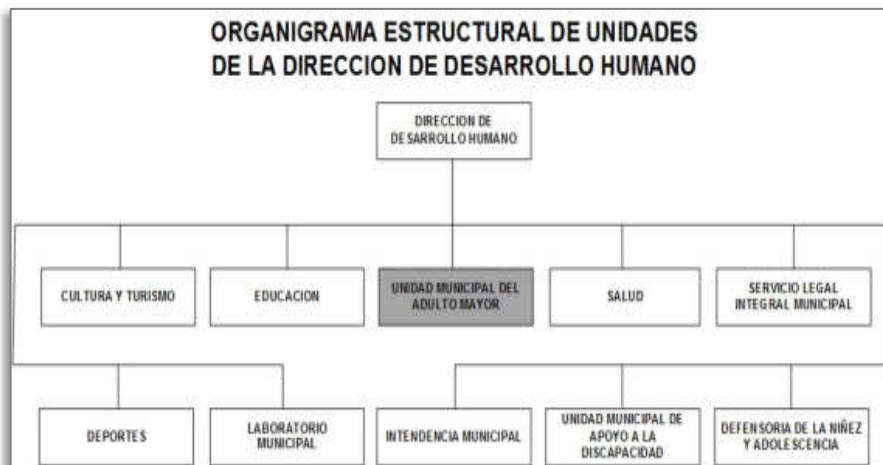 ORGANIGRAMA ESTRUCTURAL DE UNIDADES
DE LA DIRECCION DE DESARROLLO HUMANO
DIRECCION DE
DESARROLLO HUMANO
CULTURA Y TURISMO
EDUCACION
UNIDAD MUNICIPAL DEL
ADULTO MAYOR
SALUD
SERVICIO LEGAL
INTEGRAL MUNICIPAL
DEPORTES
LABORATORIO
MUNICIPAL
INTENDENCIA MUNICIPAL
UNIDAD MUNICIPAL DE
APOYO A LA
DISCAPACIDAD
DEFENSORIA DE LA NIÑEZ
Y ADOLESCENCIA